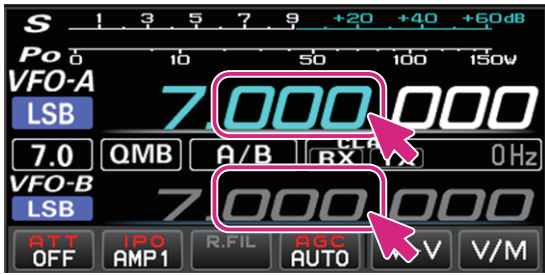 S 1 . 3 . 5 . 7 . 9 +20 +40 +60dB
Po 0 10 50 100 150W
VFO-A
LSB 7.000.000
7.0 QMB A/B CLA RX TX 0Hz
VFO-B
LSB 7.000.000
ATT IPO R.FIL AGC
OFF AMP1 AUTO V V/M